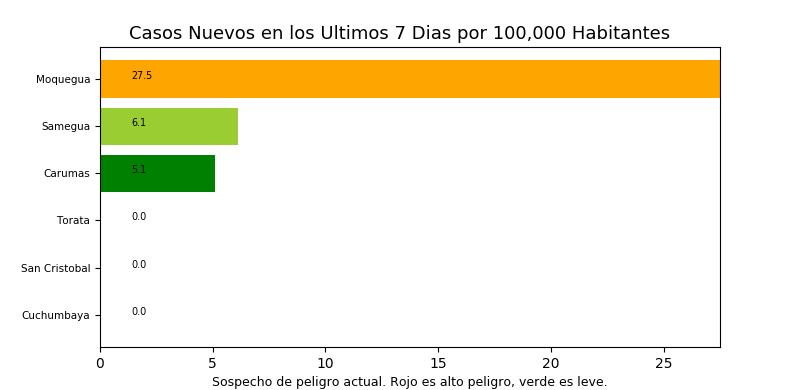 Casos Nuevos en los Ultimos 7 Dias por 100,000 Habitantes
Moquegua 27.5
Samegua 6.1
Carumas 5.1
Torata 0.0
San Cristobal 0.0
Cuchumbaya 0.0
0 5 10 15 20 25
Sospecho de peligro actual. Rojo es alto peligro, verde es leve.